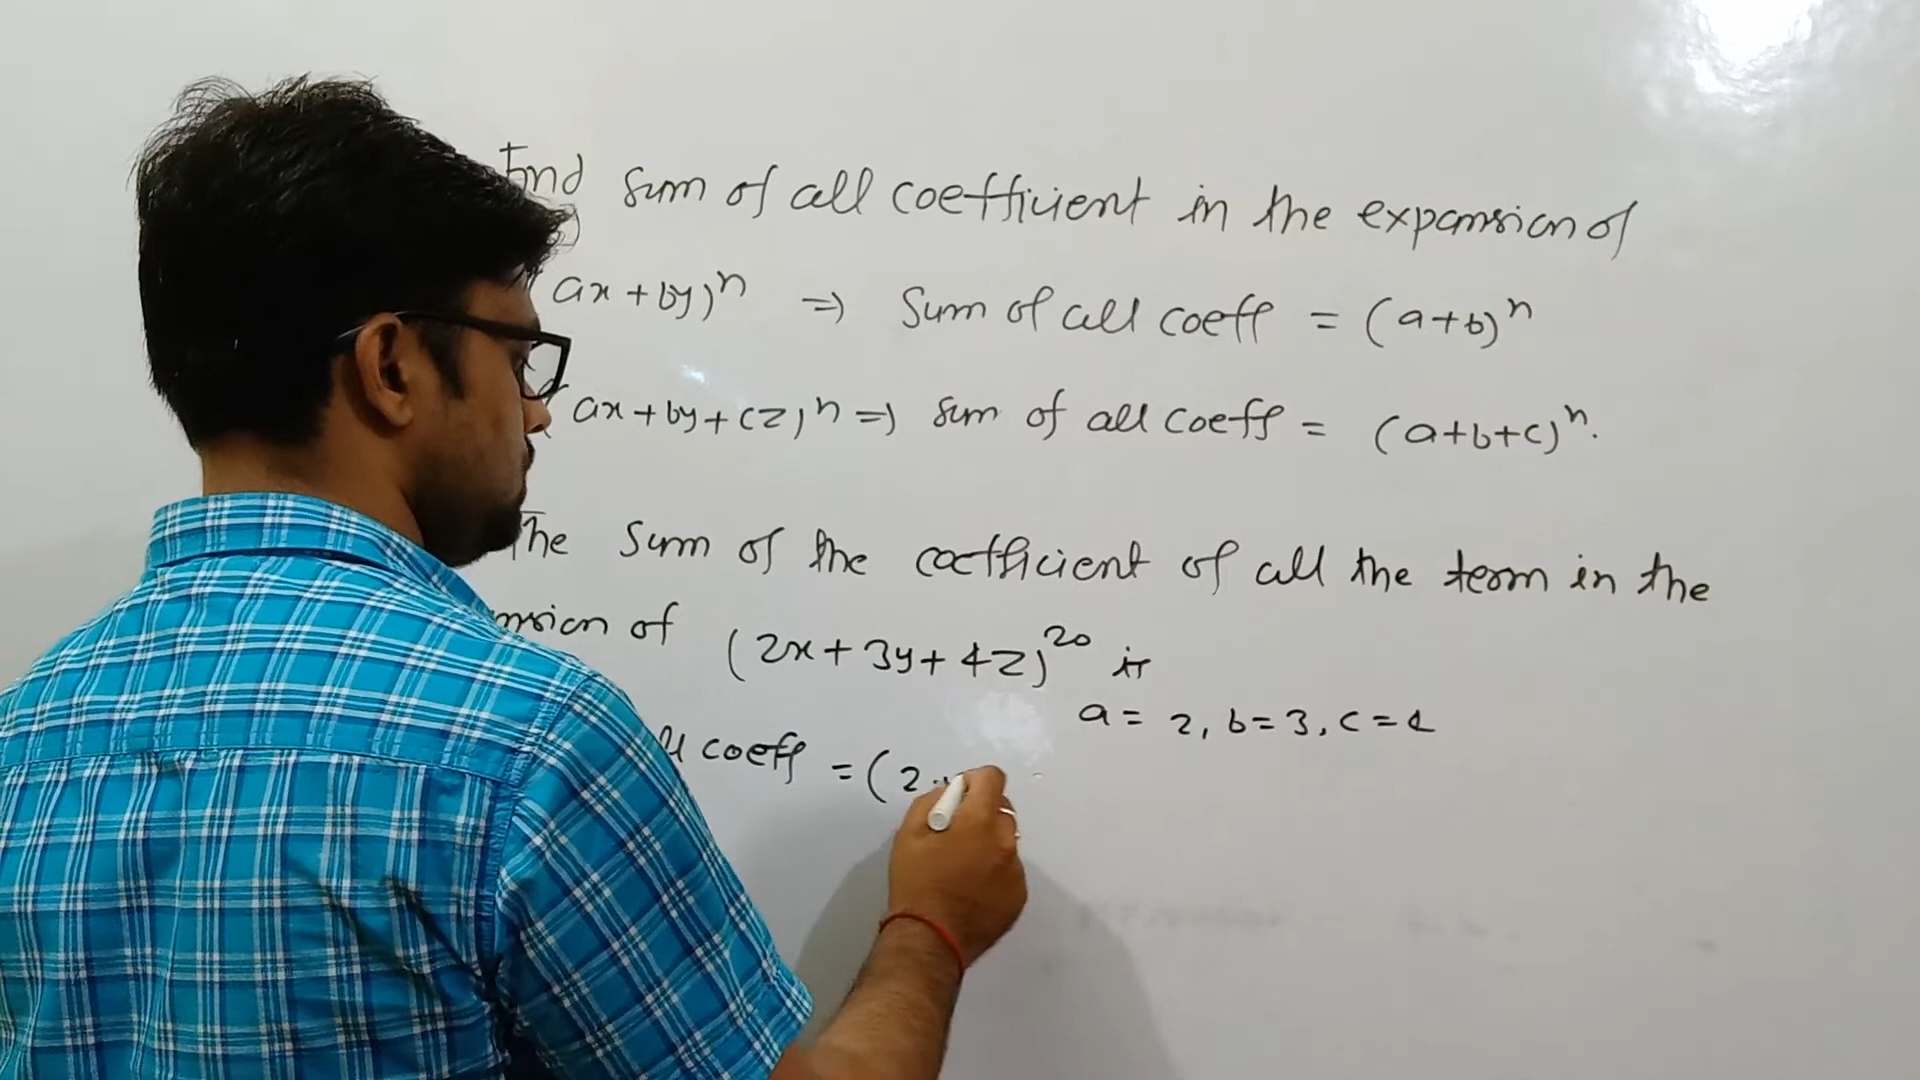 Find sum of all coefficient in the expansion of
ax + by)ⁿ ⇒ Sum of all coeff = (a+b)ⁿ
(ax + by + cz)ⁿ ⇒ sum of all coeff = (a+b+c)ⁿ.
The sum of the coefficient of all the term in the
nsion of (2x + 3y + 4z)²⁰ is
a = 2, b = 3, c = 4
ll coeff = (2 +